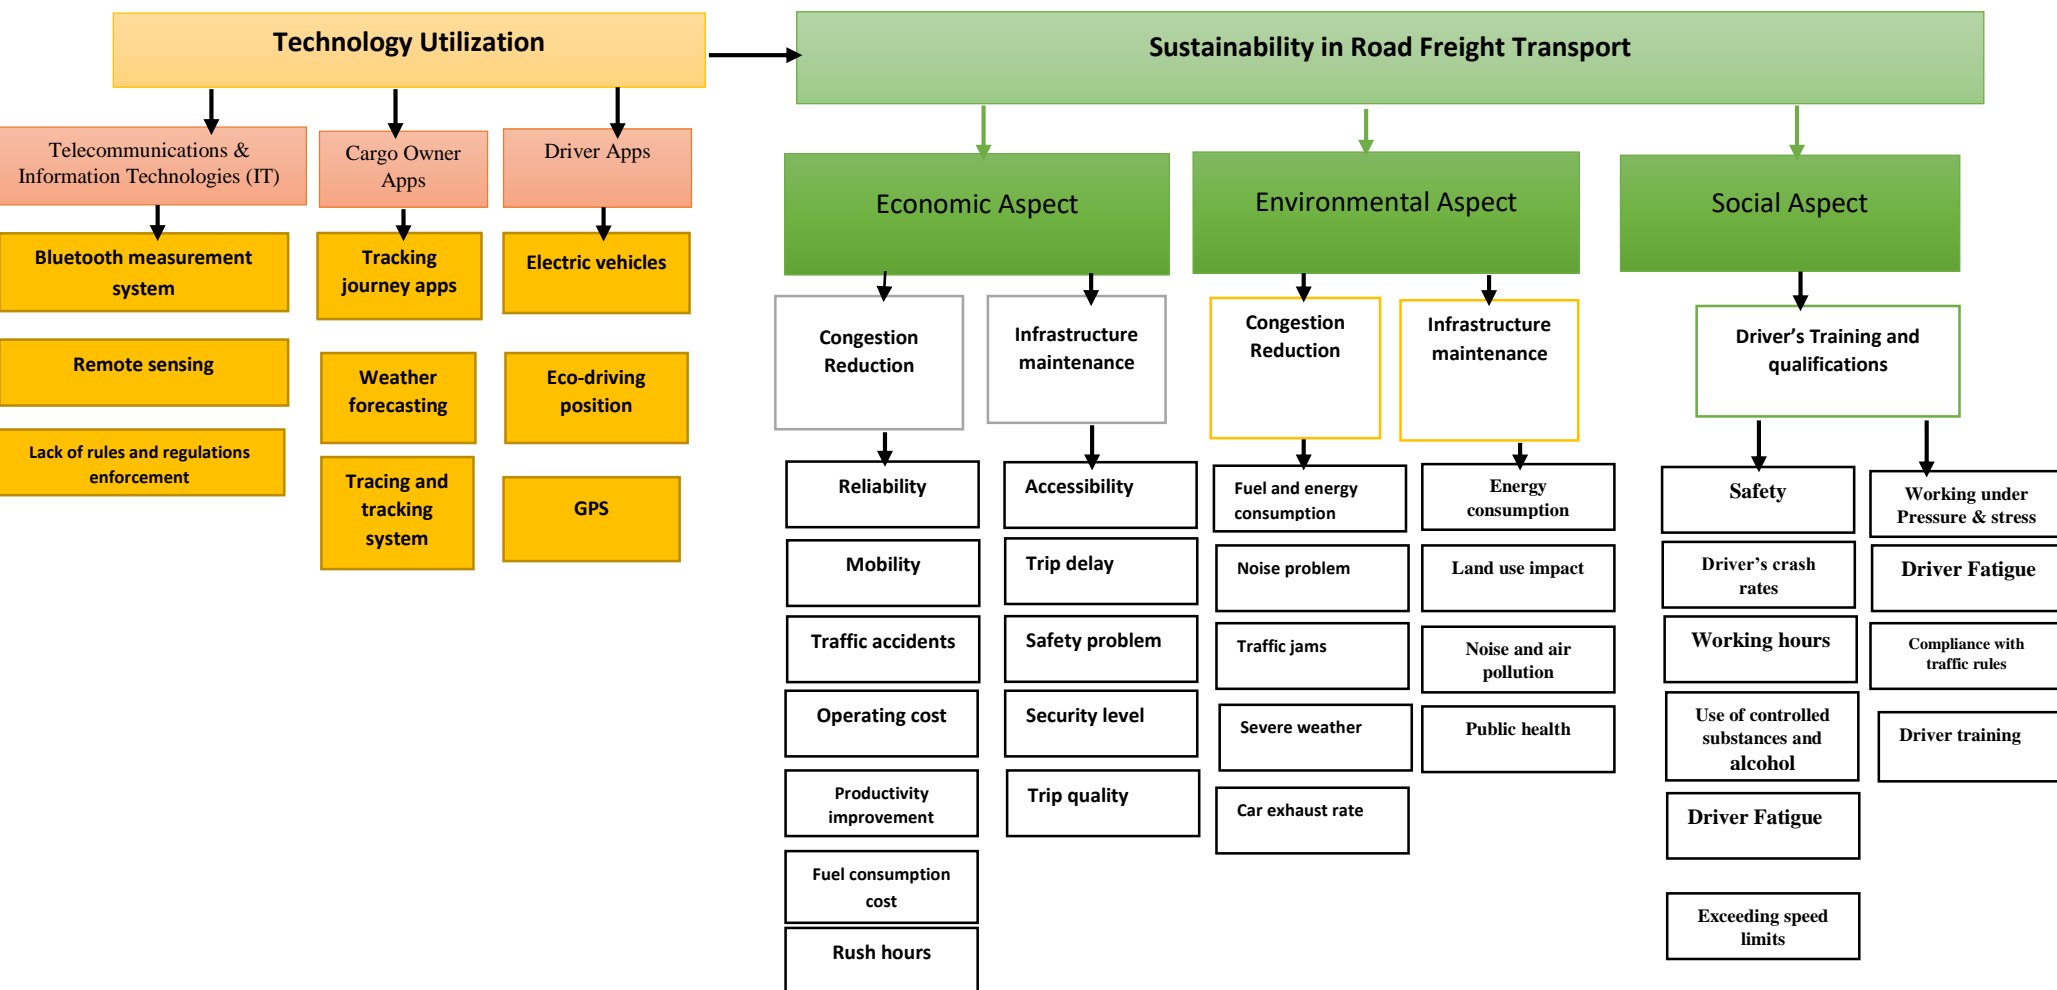 Technology Utilization
Sustainability in Road Freight Transport
Telecommunications &
Information Technologies (IT)
Cargo Owner
Apps
Driver Apps
Bluetooth measurement
system
Remote sensing
Lack of rules and regulations
enforcement
Tracking
journey apps
Weather
forecasting
Tracing and
tracking
system
Electric vehicles
Eco-driving
position
GPS
Economic Aspect
Environmental Aspect
Social Aspect
Congestion
Reduction
Infrastructure
maintenance
Congestion
Reduction
Infrastructure
maintenance
Driver’s Training and
qualifications
Reliability
Mobility
Traffic accidents
Operating cost
Productivity
improvement
Fuel consumption
cost
Rush hours
Accessibility
Trip delay
Safety problem
Security level
Trip quality
Fuel and energy
consumption
Noise problem
Traffic jams
Severe weather
Car exhaust rate
Energy
consumption
Land use impact
Noise and air
pollution
Public health
Safety
Driver’s crash
rates
Working hours
Use of controlled
substances and
alcohol
Driver Fatigue
Exceeding speed
limits
Working under
Pressure & stress
Driver Fatigue
Compliance with
traffic rules
Driver training